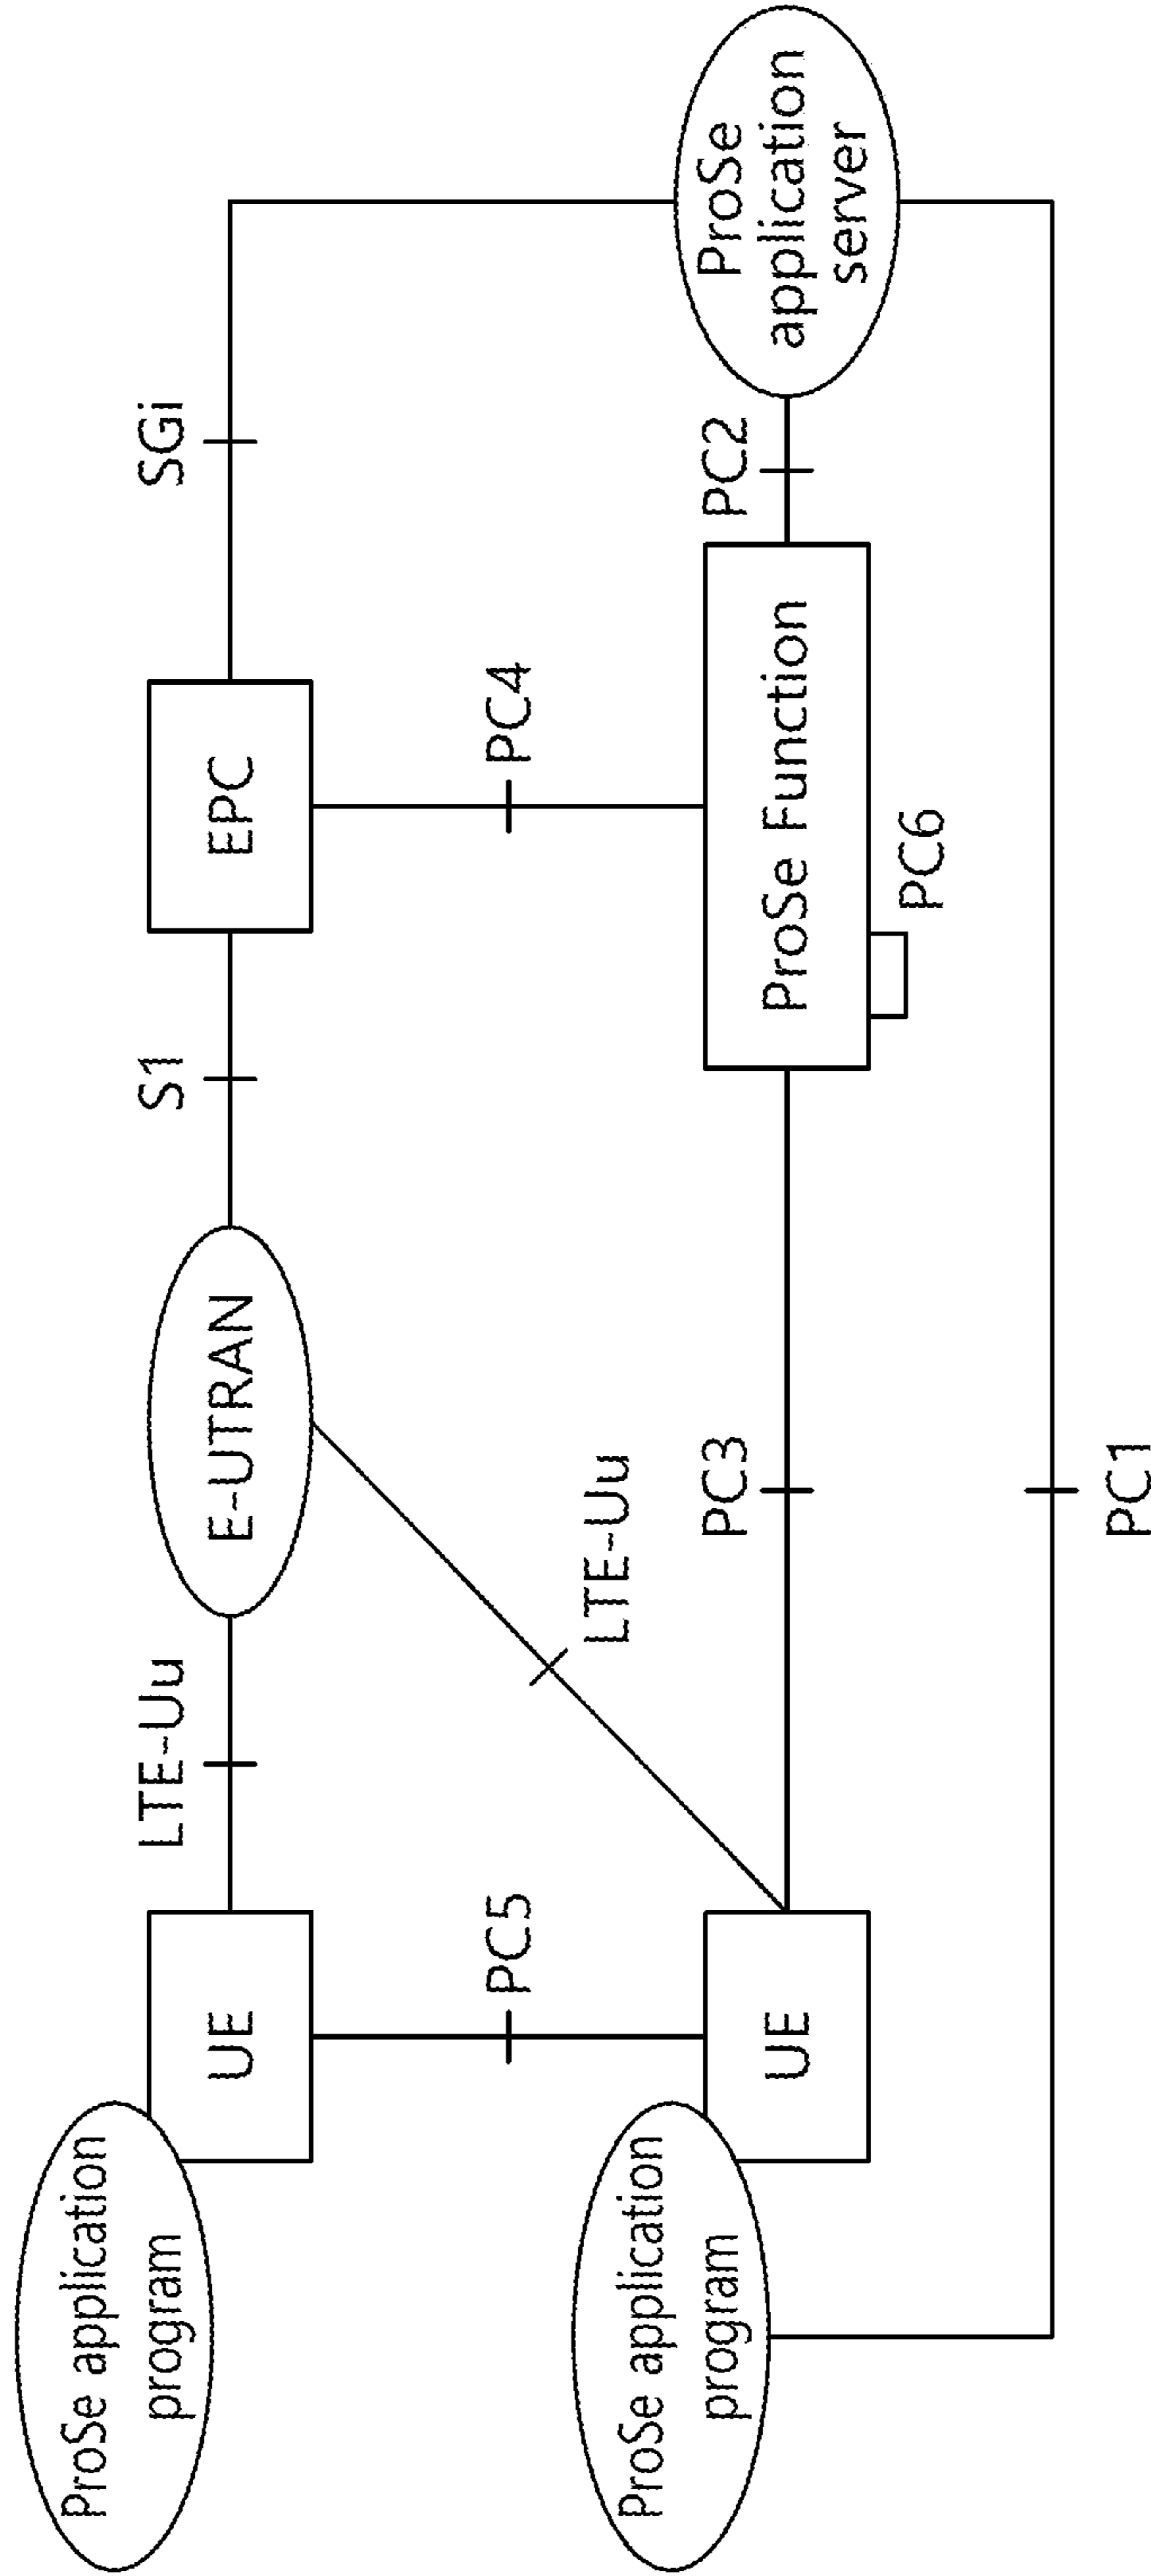 ProSe application
program
UE
LTE-Uu
E-UTRAN
S1
EPC
SGi
PC5
LTE-Uu
PC4
ProSe application
program
UE
PC3
ProSe Function
PC6
PC2
ProSe
application
server
PC1